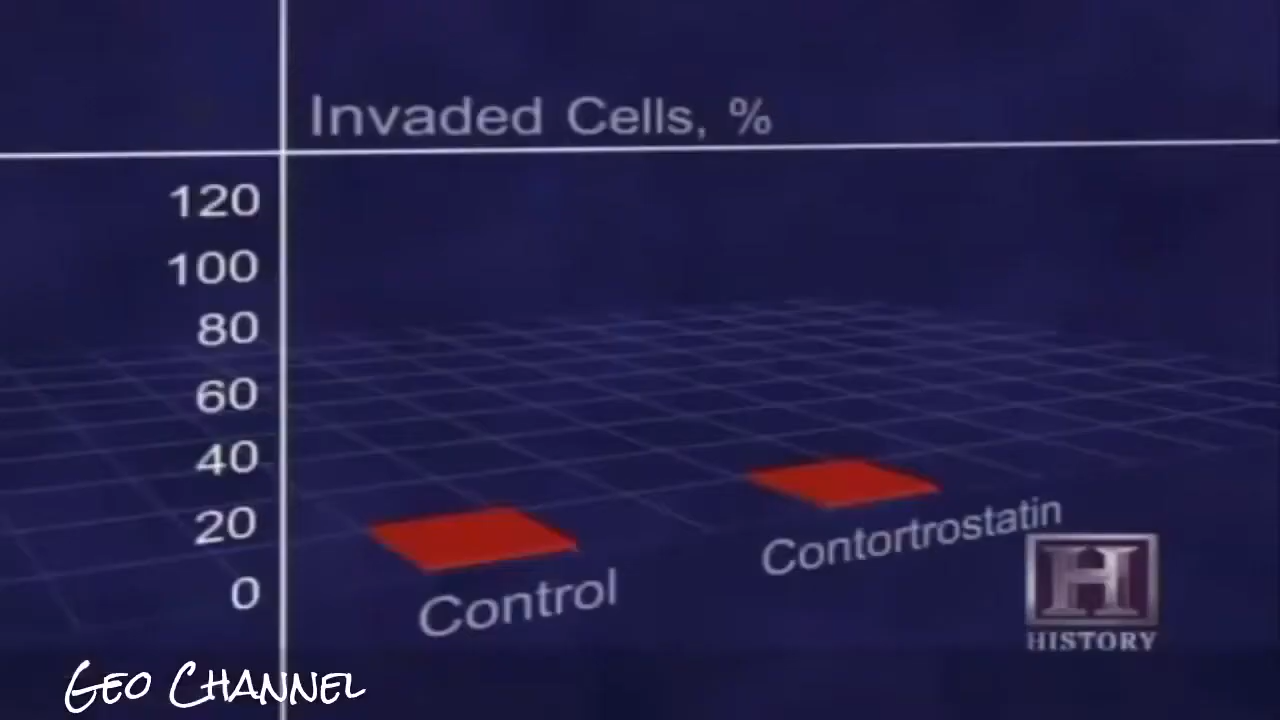 Invaded Cells, %
120
100
80
60
40
20
0
Control
Contortrostatin
H
HISTORY
Geo Channel